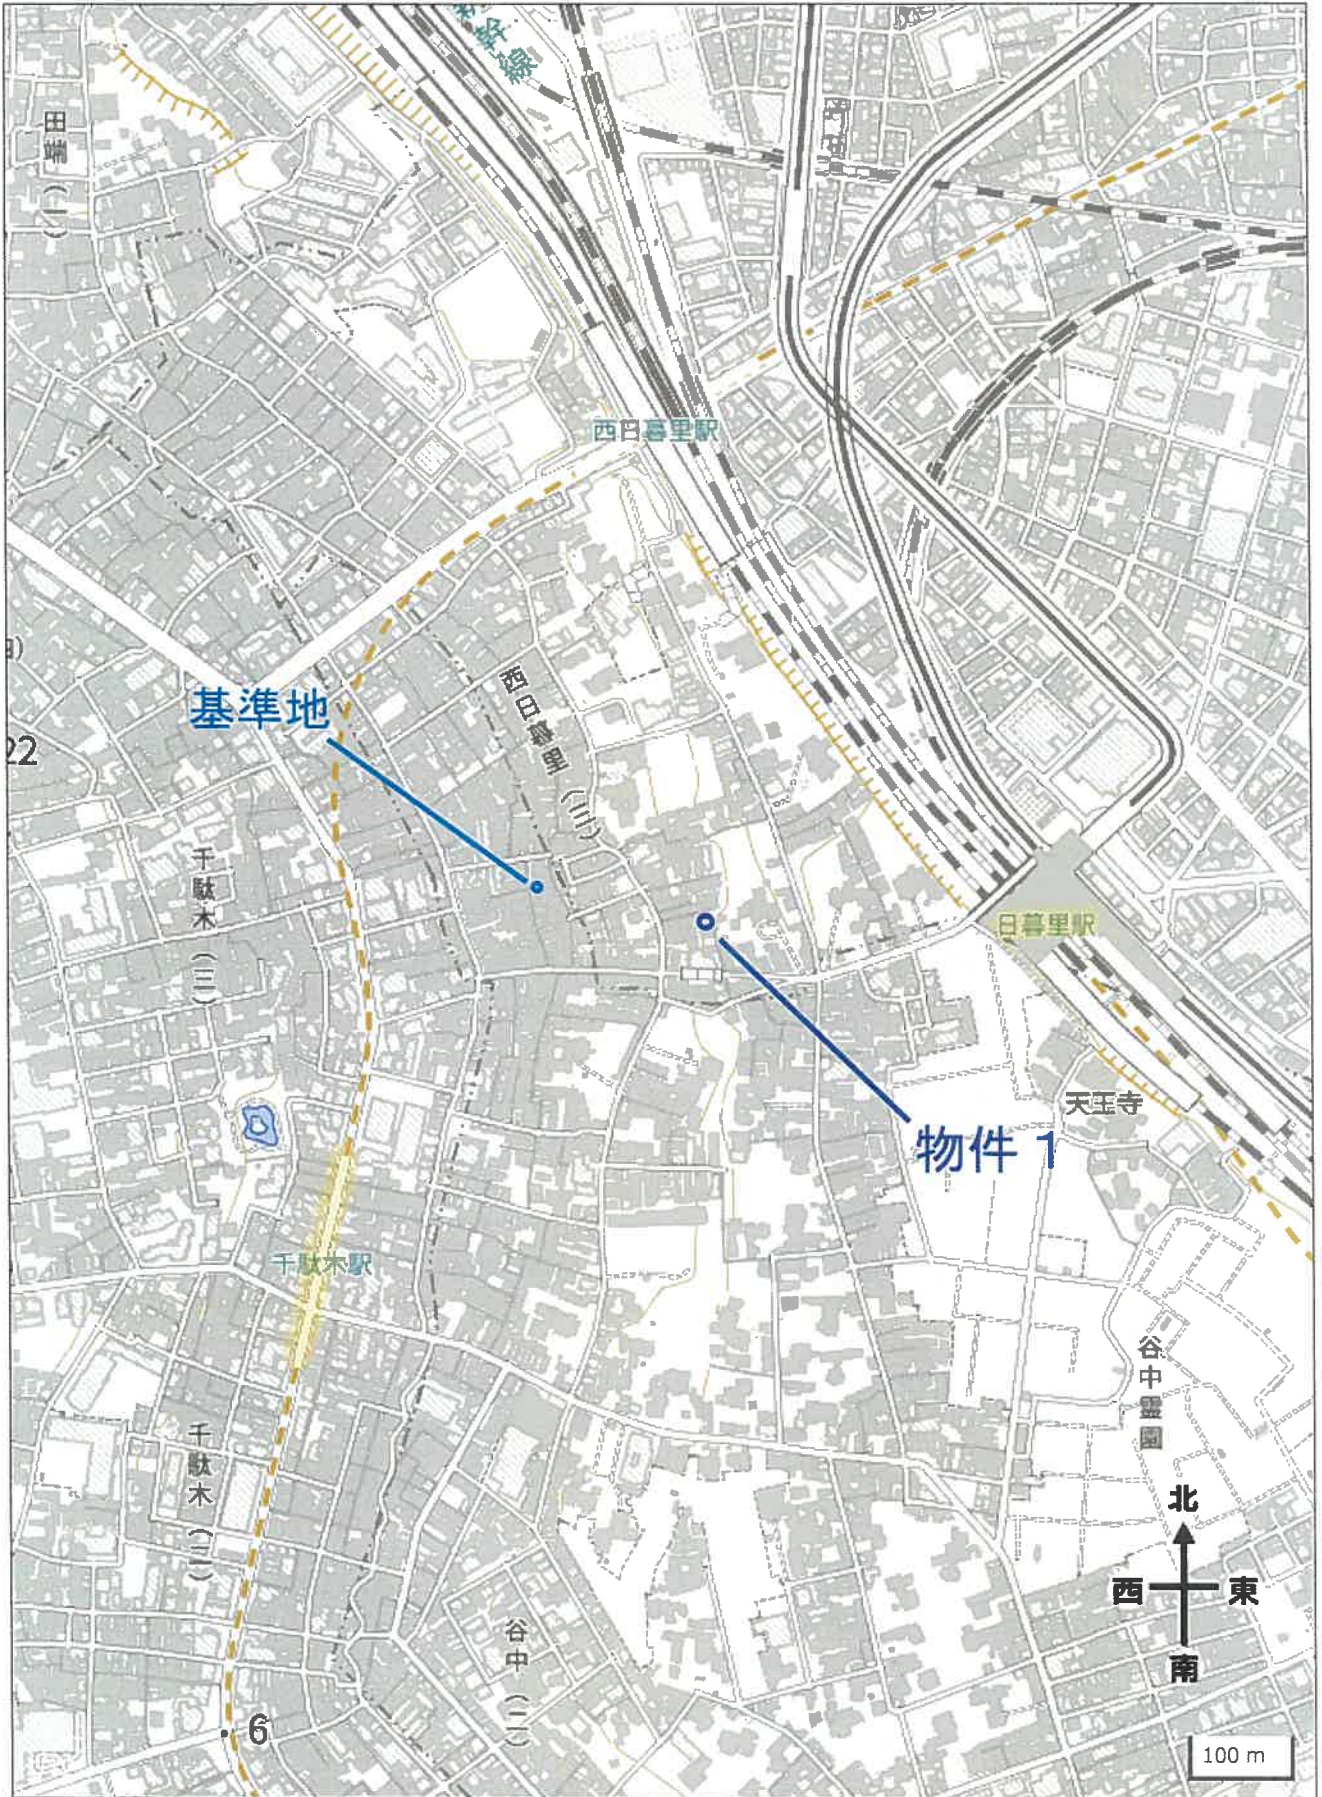 新幹線
田端(一)
西日暮里駅
西日暮里(三)
基準地
22
千駄木(三)
日暮里駅
天王寺
物件 1
千駄木駅
谷中霊園
千駄木(二)
北
西 東
南
谷中(二)
6
100 m